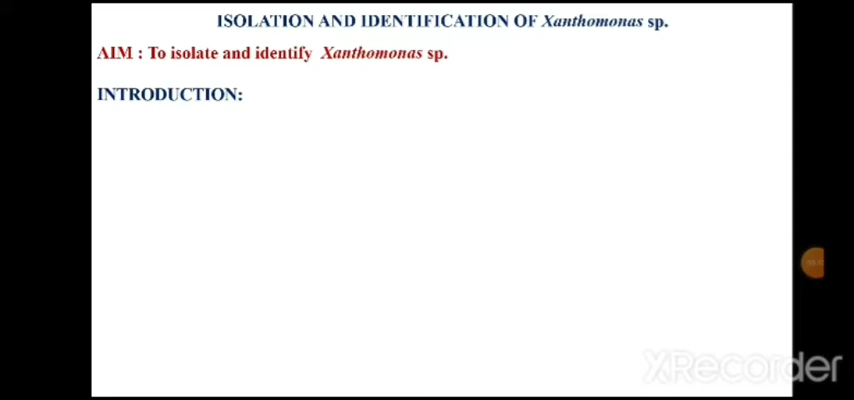 ISOLATION AND IDENTIFICATION OF Xanthomonas sp.
AIM : To isolate and identify Xanthomonas sp.
INTRODUCTION:
XRecorder